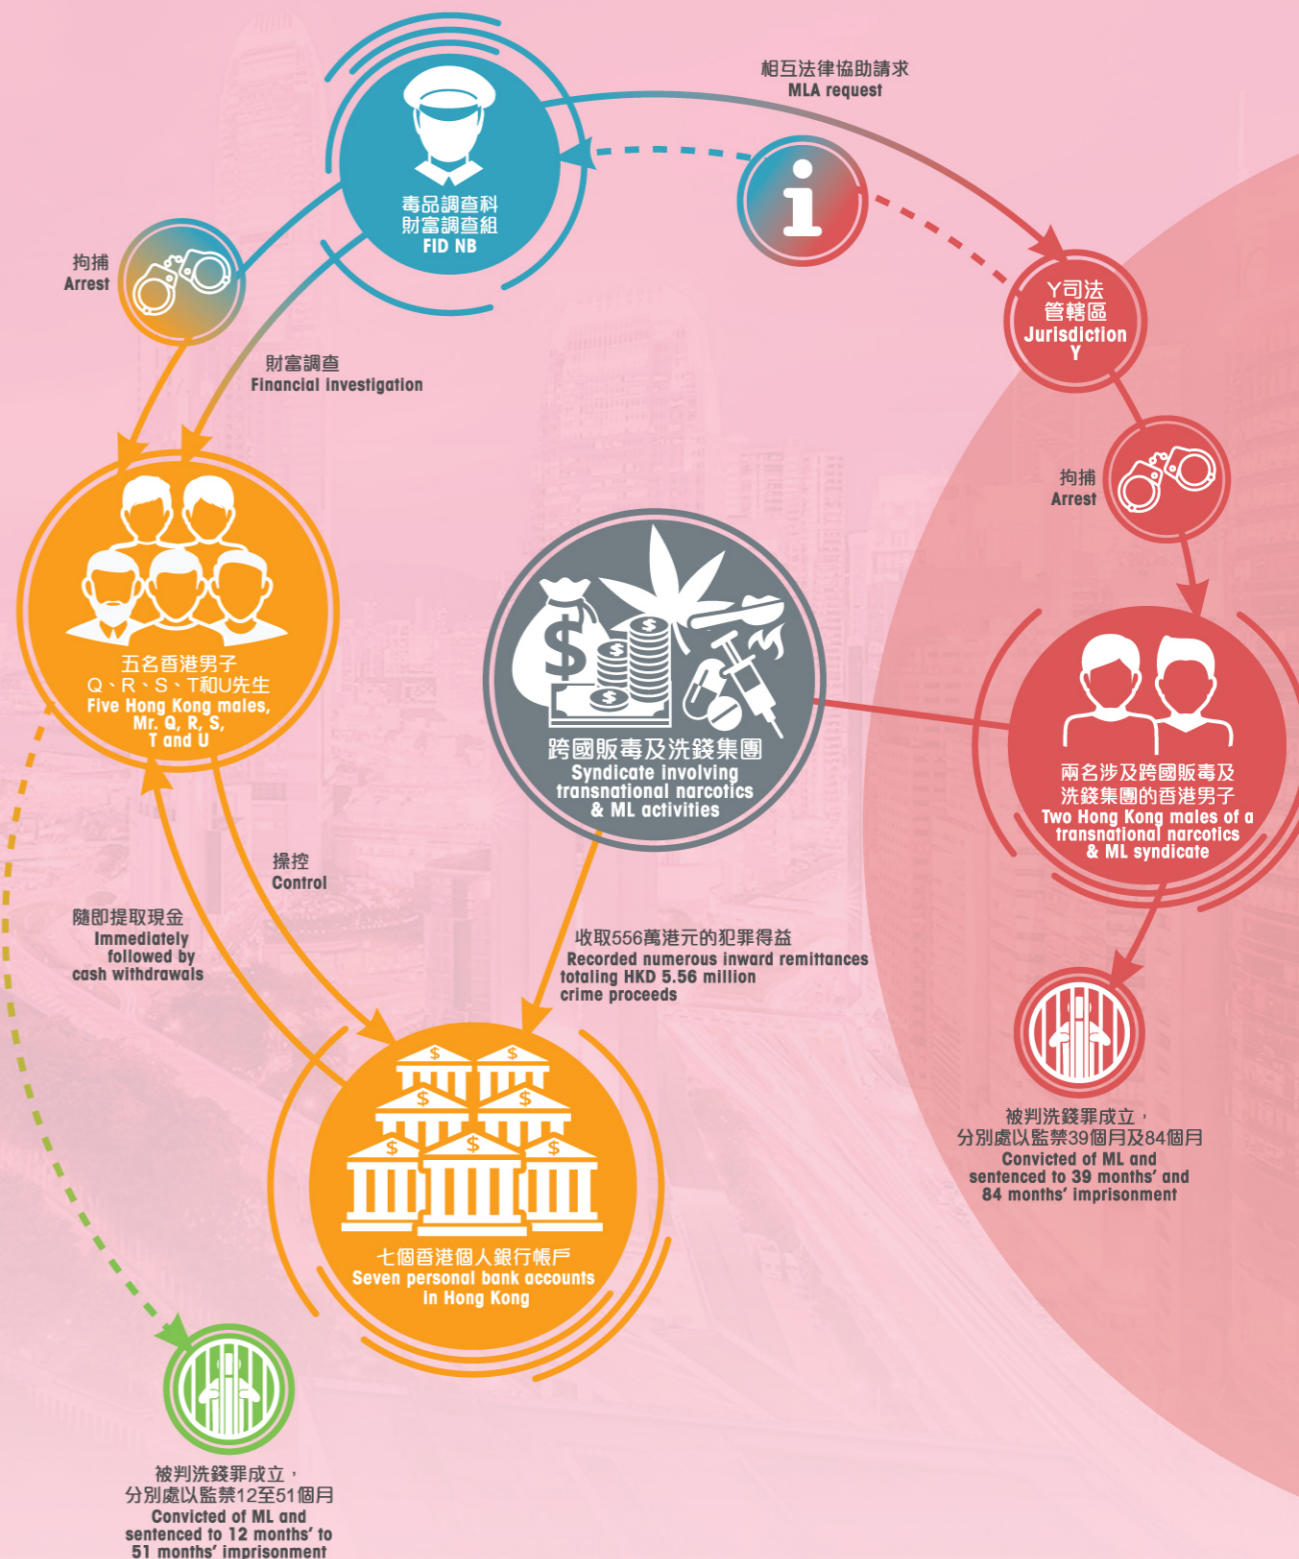 相互法律協助請求
MLA request
毒品調查科
財富調查組
FID NB
拘捕
Arrest
財富調查
Financial investigation
Y司法
管轄區
Jurisdiction
Y
拘捕
Arrest
五名香港男子
Q、R、S、T和U先生
Five Hong Kong males,
Mr. Q, R, S,
T and U
跨國販毒及洗錢集團
Syndicate involving
transnational narcotics
& ML activities
兩名涉及跨國販毒及
洗錢集團的香港男子
Two Hong Kong males of a
transnational narcotics
& ML syndicate
操控
Control
隨即提取現金
Immediately
followed by
cash withdrawals
收取556萬港元的犯罪得益
Recorded numerous inward remittances
totaling HKD 5.56 million
crime proceeds
七個香港個人銀行帳戶
Seven personal bank accounts
in Hong Kong
被判洗錢罪成立，
分別處以監禁39個月及84個月
Convicted of ML and
sentenced to 39 months’ and
84 months’ imprisonment
被判洗錢罪成立，
分別處以監禁12至51個月
Convicted of ML and
sentenced to 12 months’ to
51 months’ imprisonment